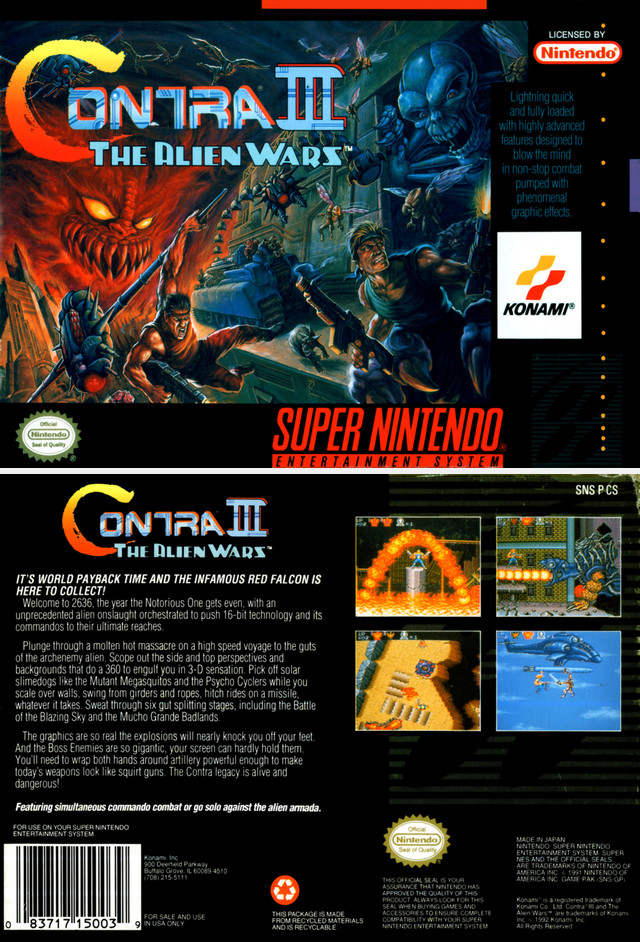 CONTRA III
THE ALIEN WARS™
LICENSED BY
Nintendo®
Lightning quick
and fully loaded
with highly advanced
features designed to
blow the mind
in non-stop combat
pumped with
phenomenal
graphic effects.
KONAMI®
Official
Nintendo
Seal of Quality
SUPER NINTENDO®
ENTERTAINMENT SYSTEM
SNS P CS
CONTRA III
THE ALIEN WARS™
IT'S WORLD PAYBACK TIME AND THE INFAMOUS RED FALCON IS
HERE TO COLLECT!
Welcome to 2636, the year the Notorious One gets even, with an
unprecedented alien onslaught orchestrated to push 16-bit technology and its
commandos to their ultimate reaches.
Plunge through a molten hot massacre on a high speed voyage to the guts
of the archenemy alien. Scope out the side and top perspectives and
backgrounds that do a 360 to engulf you in 3-D sensation. Pick off solar
slimedogs like the Mutant Megasquitos and the Psycho Cyclers while you
scale over walls, swing from girders and ropes, hitch rides on a missile,
whatever it takes. Sweat through six gut splitting stages, including the Battle
of the Blazing Sky and the Mucho Grande Badlands.
The graphics are so real the explosions will nearly knock you off your feet.
And the Boss Enemies are so gigantic, your screen can hardly hold them.
You'll need to wrap both hands around artillery powerful enough to make
today's weapons look like squirt guns. The Contra legacy is alive and
dangerous!
Featuring simultaneous commando combat or go solo against the alien armada.
FOR USE ON YOUR SUPER NINTENDO
ENTERTAINMENT SYSTEM.
Konami Inc.
900 Deerfield Parkway
Buffalo Grove, IL 60089-4510
(708) 215-5111
FOR SALE AND USE
IN USA ONLY
0 83717 15003 9
THIS PACKAGE IS MADE
FROM RECYCLED MATERIALS
AND IS RECYCLABLE
Official
Nintendo
Seal of Quality
THIS OFFICIAL SEAL IS YOUR
ASSURANCE THAT NINTENDO HAS
APPROVED THE QUALITY OF THIS
PRODUCT. ALWAYS LOOK FOR THIS
SEAL WHEN BUYING GAMES AND
ACCESSORIES TO ENSURE COMPLETE
COMPATIBILITY WITH YOUR SUPER
NINTENDO ENTERTAINMENT SYSTEM
MADE IN JAPAN
NINTENDO, SUPER NINTENDO
ENTERTAINMENT SYSTEM, SUPER
NES AND THE OFFICIAL SEALS
ARE TRADEMARKS OF NINTENDO OF
AMERICA INC. © 1991 NINTENDO OF
AMERICA INC. GAME PAK (SNS-GP)
Konami® is a registered trademark of
Konami Co., Ltd. Contra® III and The
Alien Wars™ are trademarks of Konami
Inc. © 1992 Konami Inc.
All Rights Reserved.